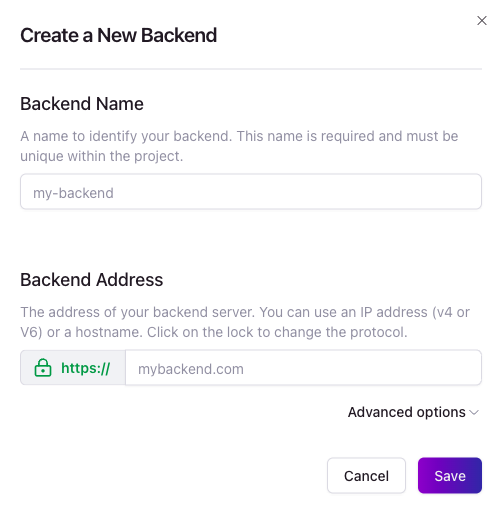 Create a New Backend
Backend Name
A name to identify your backend. This name is required and must be
unique within the project.
my-backend
Backend Address
The address of your backend server. You can use an IP address (v4 or
V6) or a hostname. Click on the lock to change the protocol.
https:// mybackend.com
Advanced options
Cancel Save